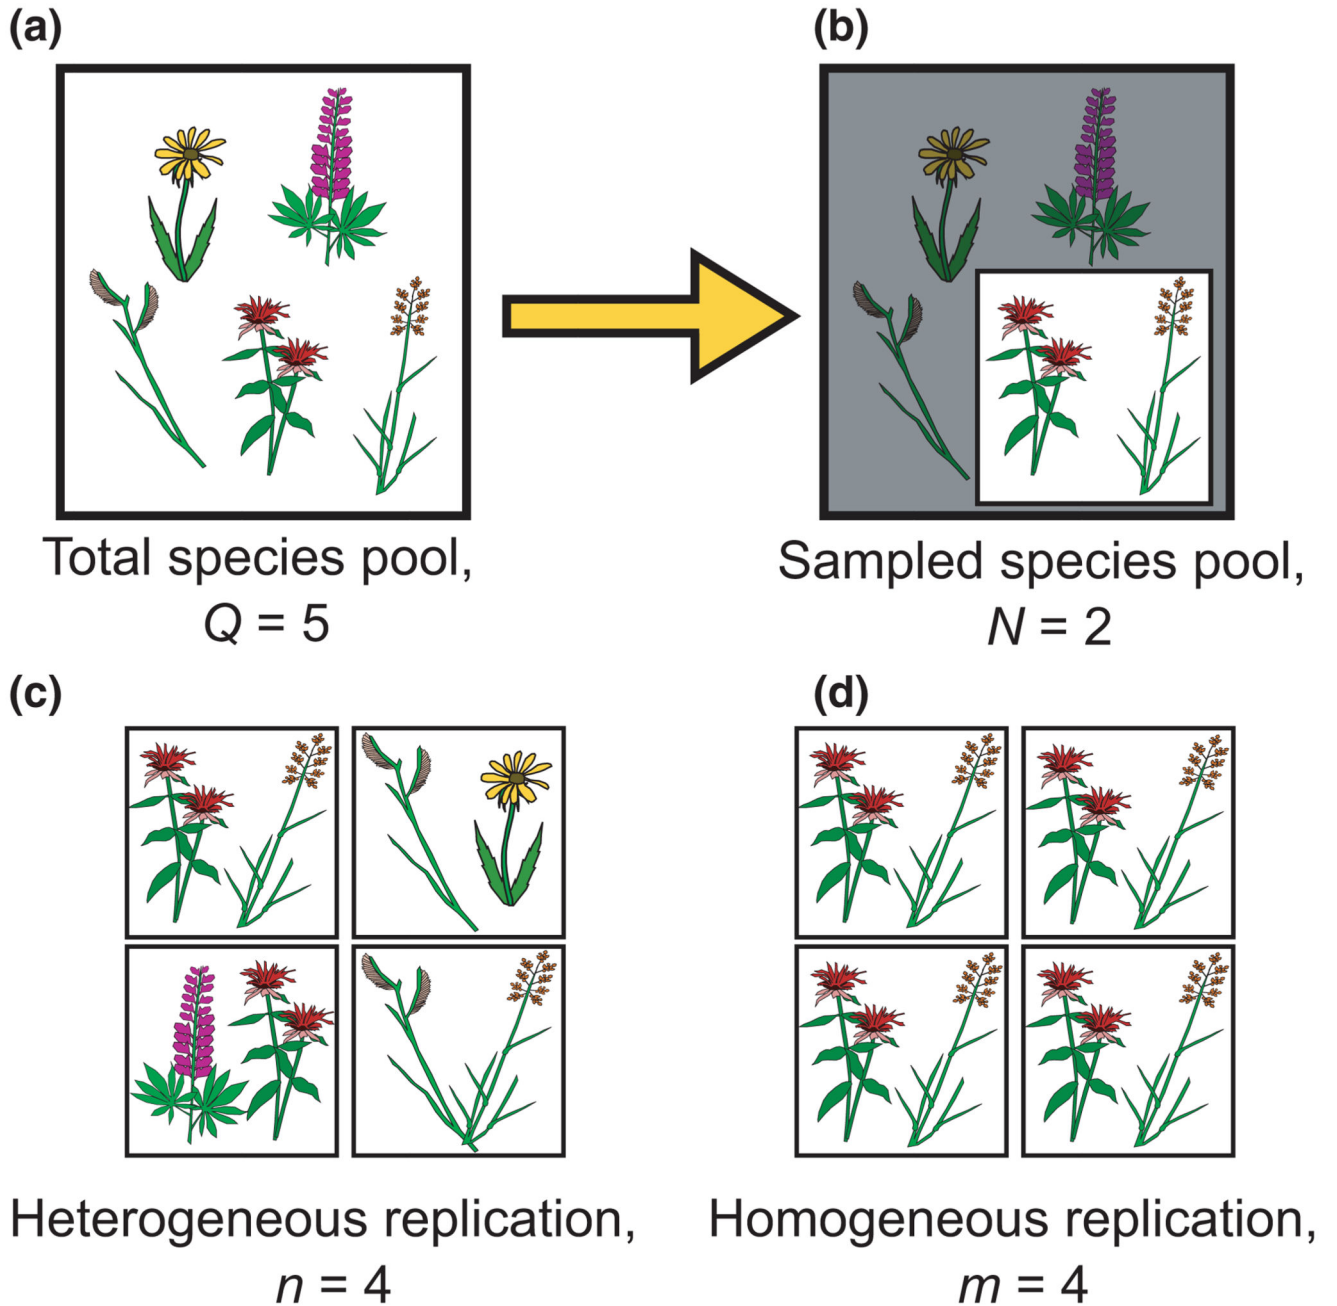 (a)
(b)
Total species pool,
Q = 5
Sampled species pool,
N = 2
(c)
(d)
Heterogeneous replication,
n = 4
Homogeneous replication,
m = 4